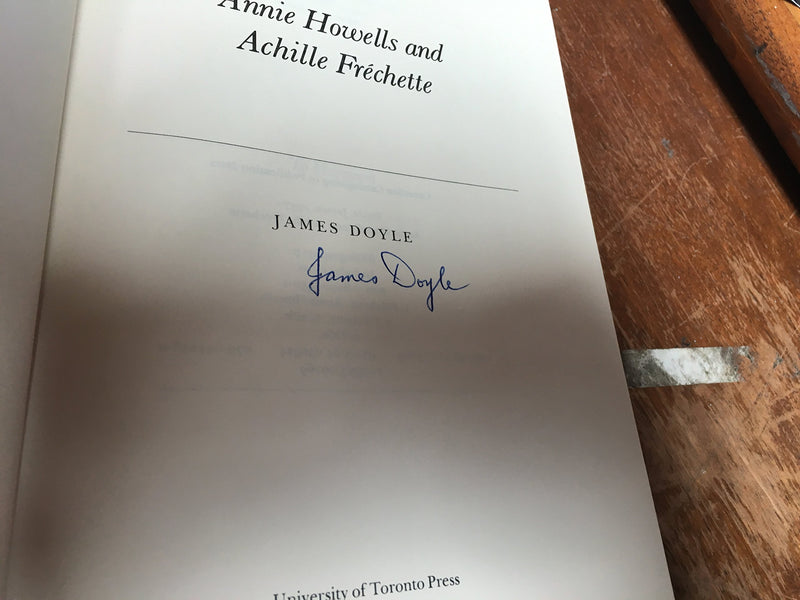 Annie Howells and
Achille Fréchette
JAMES DOYLE
James Doyle
University of Toronto Press